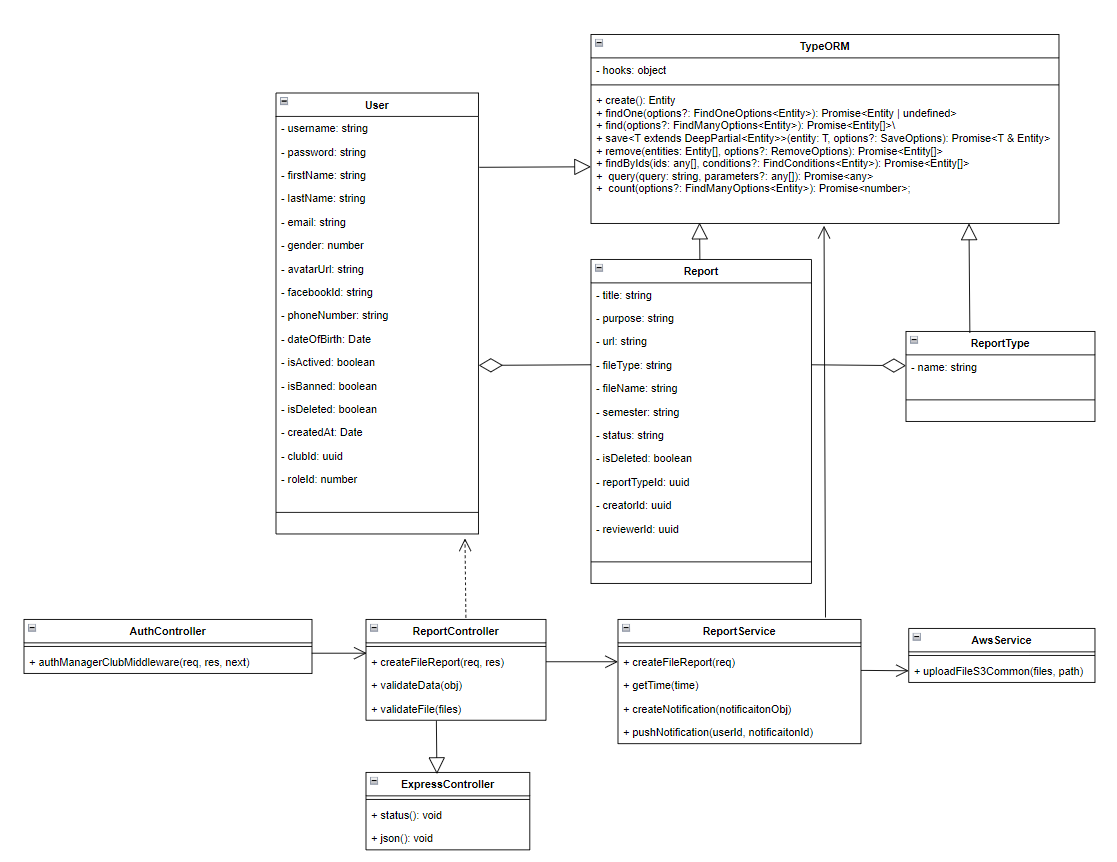 TypeORM
- hooks: object
+ create(): Entity
+ findOne(options?: FindOneOptions<Entity>): Promise<Entity | undefined>
+ find(options?: FindManyOptions<Entity>): Promise<Entity[]>\
+ save<T extends DeepPartial<Entity>>(entity: T, options?: SaveOptions): Promise<T & Entity>
+ remove(entities: Entity[], options?: RemoveOptions): Promise<Entity[]>
+ findByIds(ids: any[], conditions?: FindConditions<Entity>): Promise<Entity[]>
+ query(query: string, parameters?: any[]): Promise<any>
+ count(options?: FindManyOptions<Entity>): Promise<number>;
User
- username: string
- password: string
- firstName: string
- lastName: string
- email: string
- gender: number
- avatarUrl: string
- facebookId: string
- phoneNumber: string
- dateOfBirth: Date
- isActived: boolean
- isBanned: boolean
- isDeleted: boolean
- createdAt: Date
- clubId: uuid
- roleId: number
Report
- title: string
- purpose: string
- url: string
- fileType: string
- fileName: string
- semester: string
- status: string
- isDeleted: boolean
- reportTypeId: uuid
- creatorId: uuid
- reviewerId: uuid
ReportType
- name: string
AuthController
+ authManagerClubMiddleware(req, res, next)
ReportController
+ createFileReport(req, res)
+ validateData(obj)
+ validateFile(files)
ReportService
+ createFileReport(req)
+ getTime(time)
+ createNotification(notificaitonObj)
+ pushNotification(userId, notificaitonId)
AwsService
+ uploadFileS3Common(files, path)
ExpressController
+ status(): void
+ json(): void